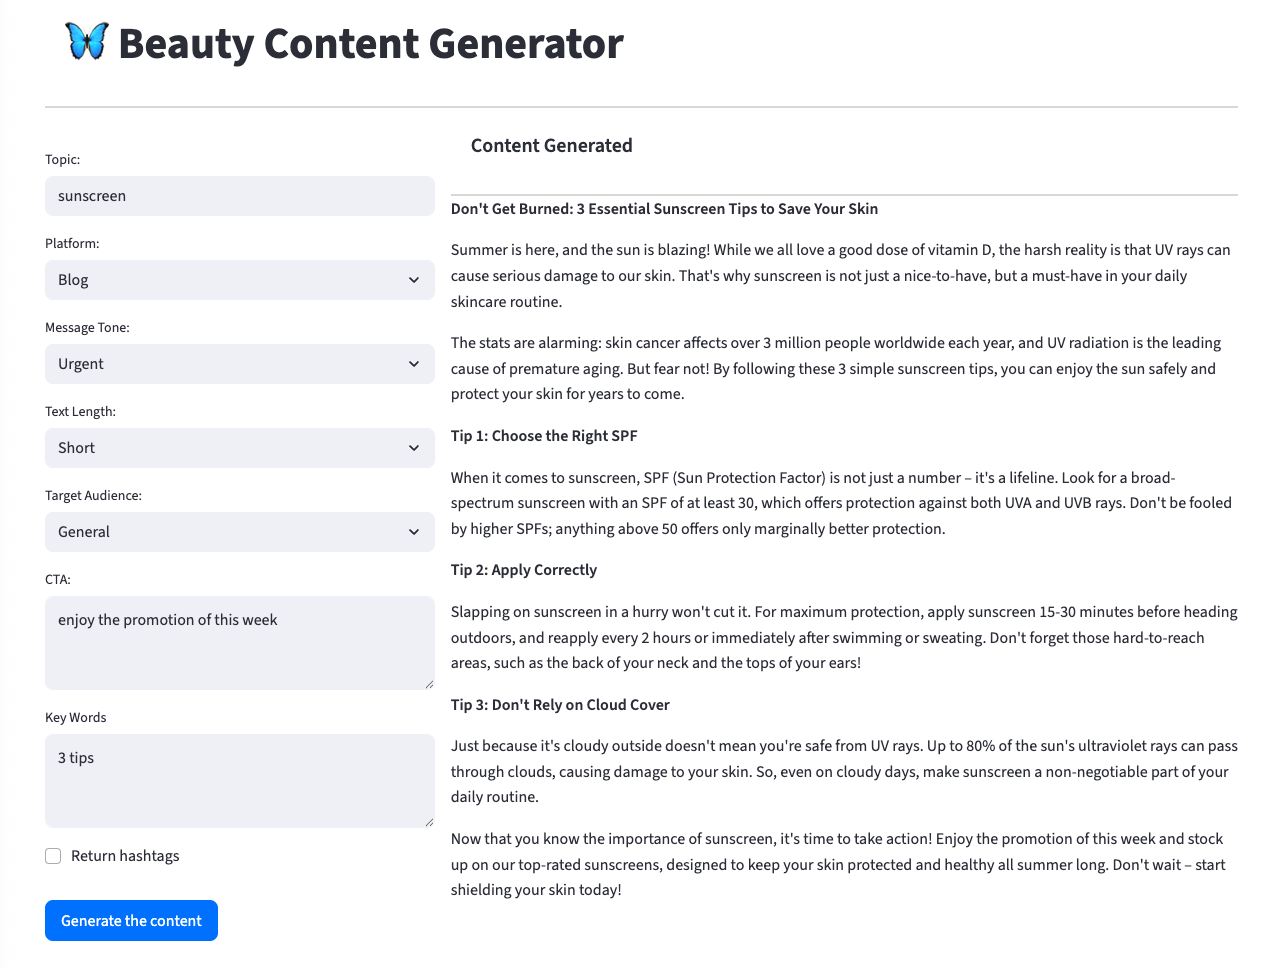 Beauty Content Generator
Topic:
sunscreen
Platform:
Blog
Message Tone:
Urgent
Text Length:
Short
Target Audience:
General
CTA:
enjoy the promotion of this week
Key Words
3 tips
Return hashtags
Generate the content
Content Generated
Don't Get Burned: 3 Essential Sunscreen Tips to Save Your Skin
Summer is here, and the sun is blazing! While we all love a good dose of vitamin D, the harsh reality is that UV rays can
cause serious damage to our skin. That's why sunscreen is not just a nice-to-have, but a must-have in your daily
skincare routine.
The stats are alarming: skin cancer affects over 3 million people worldwide each year, and UV radiation is the leading
cause of premature aging. But fear not! By following these 3 simple sunscreen tips, you can enjoy the sun safely and
protect your skin for years to come.
Tip 1: Choose the Right SPF
When it comes to sunscreen, SPF (Sun Protection Factor) is not just a number – it's a lifeline. Look for a broad-
spectrum sunscreen with an SPF of at least 30, which offers protection against both UVA and UVB rays. Don't be fooled
by higher SPFs; anything above 50 offers only marginally better protection.
Tip 2: Apply Correctly
Slapping on sunscreen in a hurry won't cut it. For maximum protection, apply sunscreen 15-30 minutes before heading
outdoors, and reapply every 2 hours or immediately after swimming or sweating. Don't forget those hard-to-reach
areas, such as the back of your neck and the tops of your ears!
Tip 3: Don't Rely on Cloud Cover
Just because it's cloudy outside doesn't mean you're safe from UV rays. Up to 80% of the sun's ultraviolet rays can pass
through clouds, causing damage to your skin. So, even on cloudy days, make sunscreen a non-negotiable part of your
daily routine.
Now that you know the importance of sunscreen, it's time to take action! Enjoy the promotion of this week and stock
up on our top-rated sunscreens, designed to keep your skin protected and healthy all summer long. Don't wait – start
shielding your skin today!